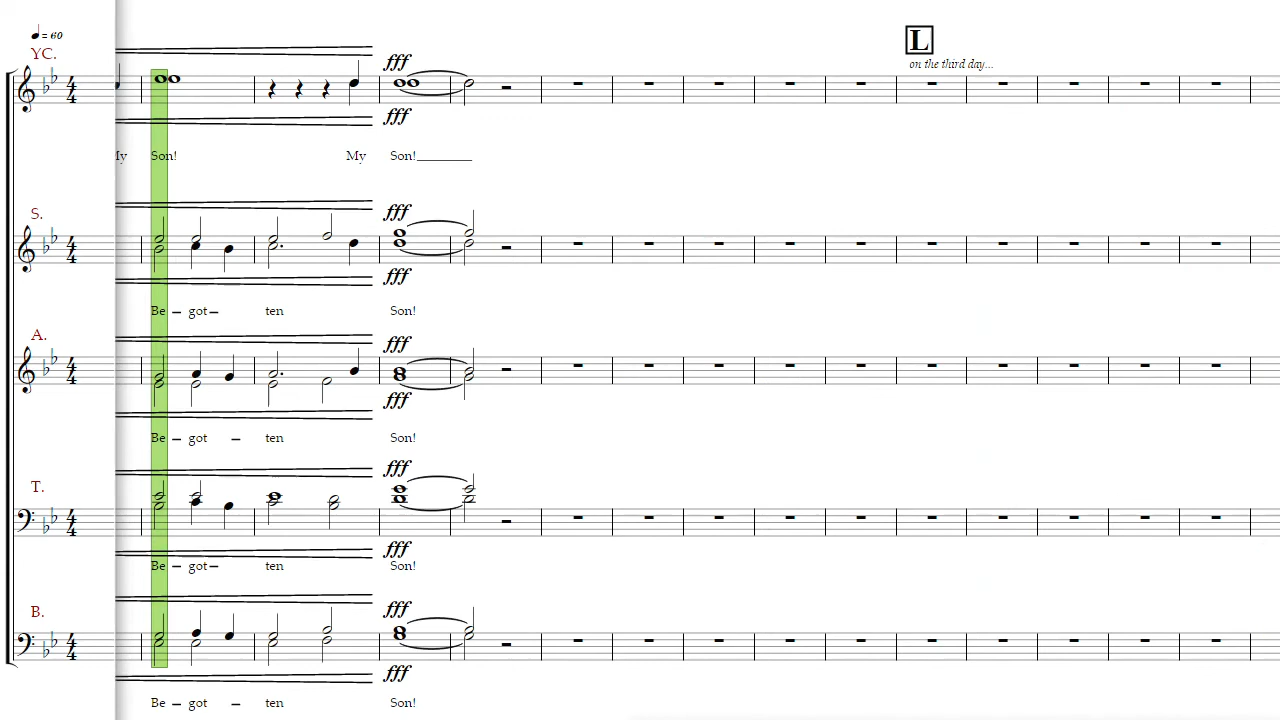 ♩ = 60
L
YC.
on the third day...
fff
fff
My Son! My Son!
S.
fff
fff
Be – got – ten Son!
A.
fff
fff
Be – got – ten Son!
T.
fff
fff
Be – got – ten Son!
B.
fff
fff
Be – got – ten Son!